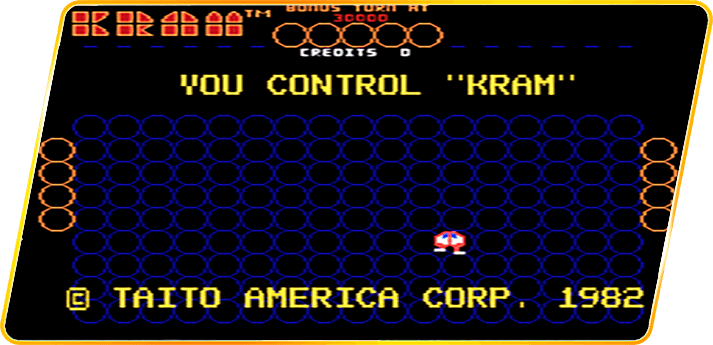 KRAM™
BONUS TURN AT
30000
CREDITS 0
YOU CONTROL "KRAM"
© TAITO AMERICA CORP. 1982